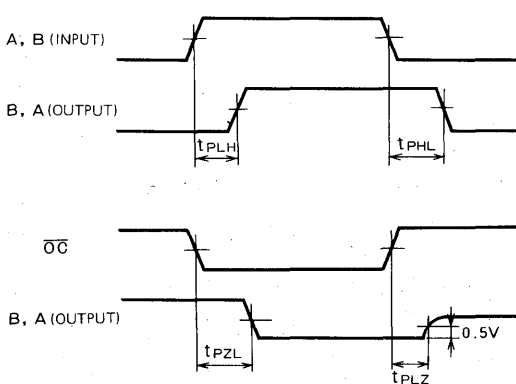 A, B (INPUT)
B, A (OUTPUT)
tPLH
tPHL
OC
B, A (OUTPUT)
0.5V
tPZL
tPLZ